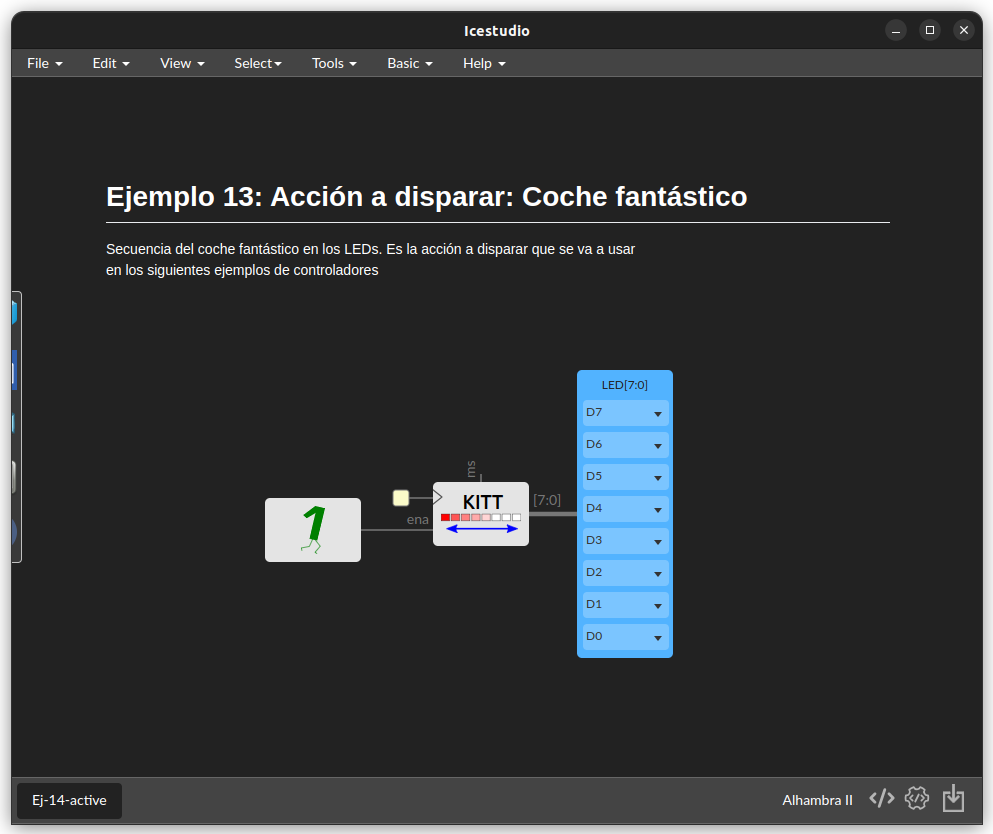 Icestudio
File Edit View Select Tools Basic Help
Ejemplo 13: Acción a disparar: Coche fantástico
Secuencia del coche fantástico en los LEDs. Es la acción a disparar que se va a usar
en los siguientes ejemplos de controladores
LED[7:0]
D7
D6
D5
D4
D3
D2
D1
D0
ms
KITT
[7:0]
ena
1
Ej-14-active
Alhambra II